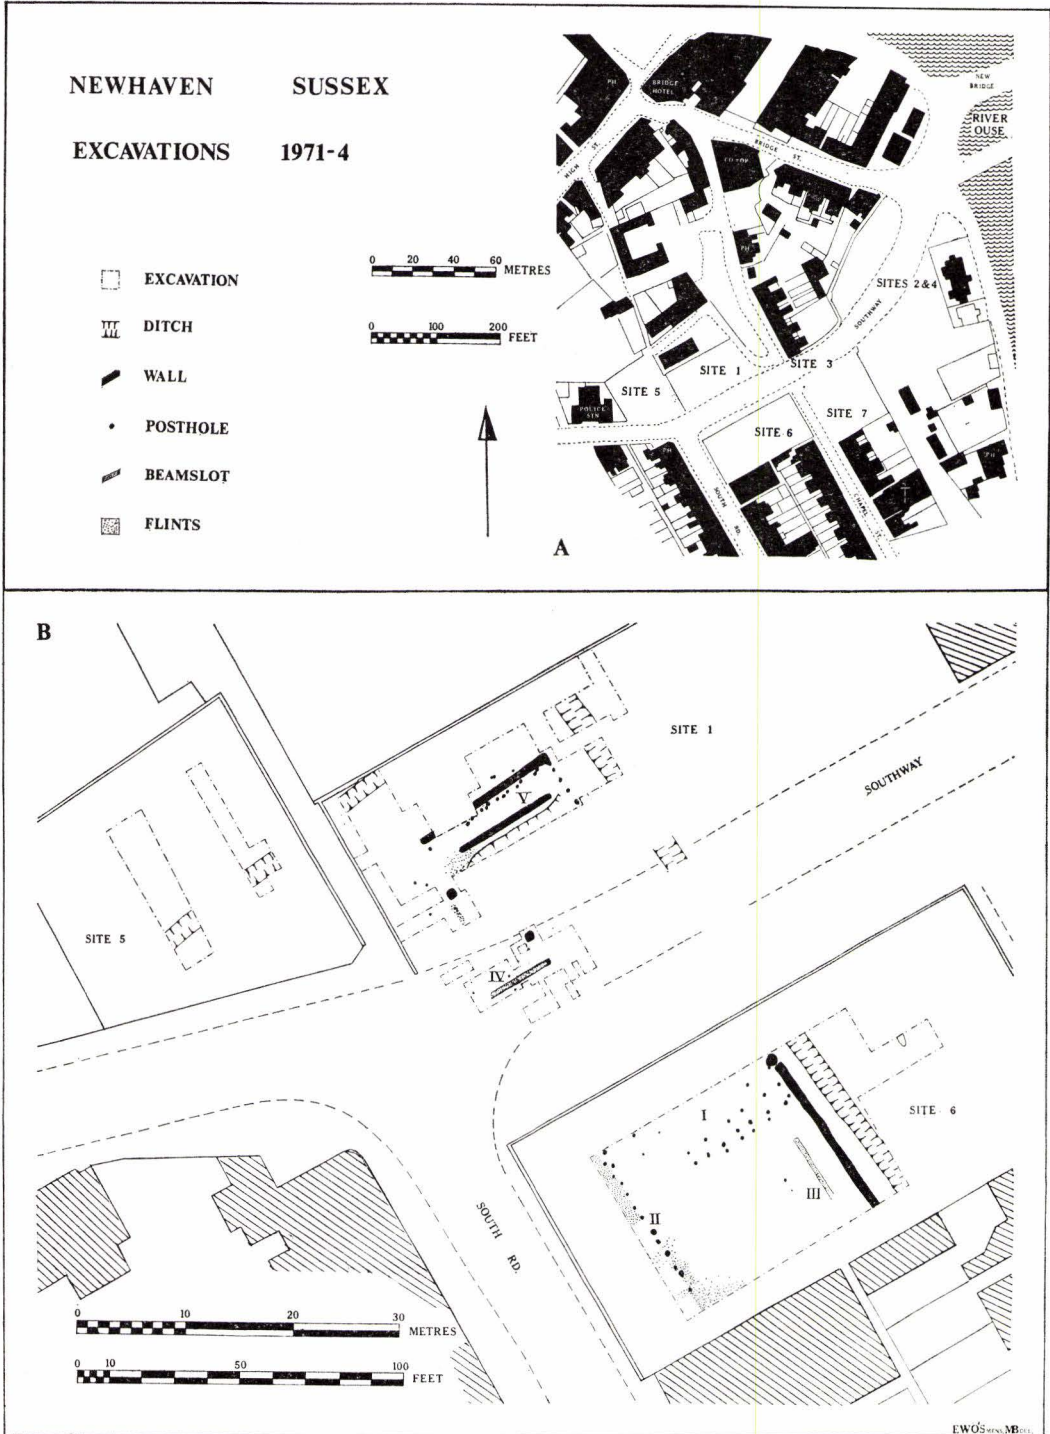 NEWHAVEN SUSSEX
EXCAVATIONS 1971-4
EXCAVATION
DITCH
WALL
POSTHOLE
BEAMSLOT
FLINTS
0 20 40 60 METRES
0 100 200 FEET
A
PH
BRIDGE
HOTEL
NEW
BRIDGE
RIVER
OUSE
HIGH ST.
BRIDGE ST.
CO-OP
PH
SITES 2&4
SOUTHWAY
SITE 1
SITE 3
SITE 5
POLICE
STN
SITE 7
SITE 6
PH
PH
SOUTH RD.
CHAPEL ST.
B
SITE 1
SOUTHWAY
V
SITE 5
IV
I
SITE 6
III
II
SOUTH RD.
0 10 20 30
METRES
0 10 50 100
FEET
EWO'S MENS. MB DEL.